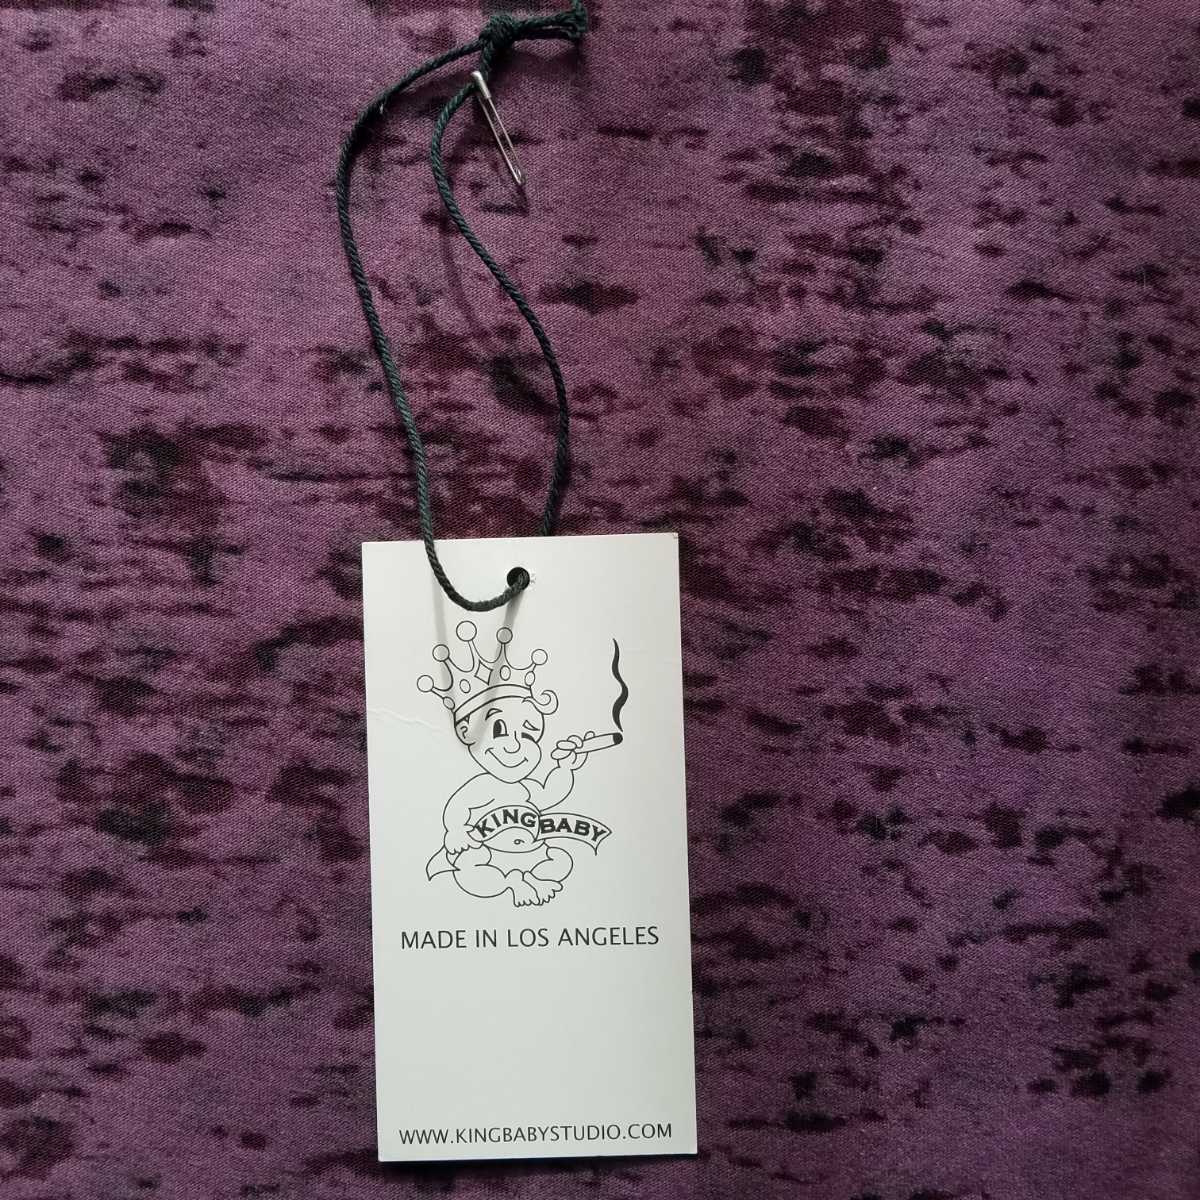 KING BABY
MADE IN LOS ANGELES
WWW.KINGBABYSTUDIO.COM